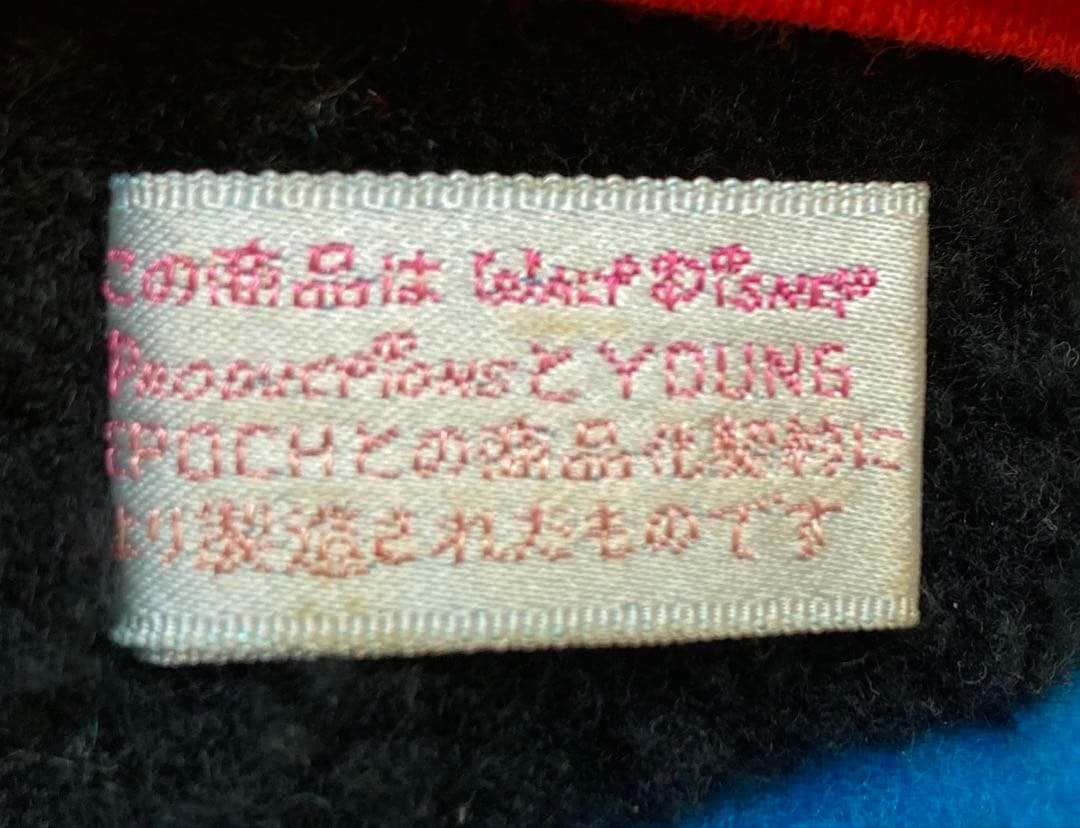 この商品は WALT DISNEY
PRODUCTIONSとYOUNG
EPOCHとの商品化契約に
より製造されたものです